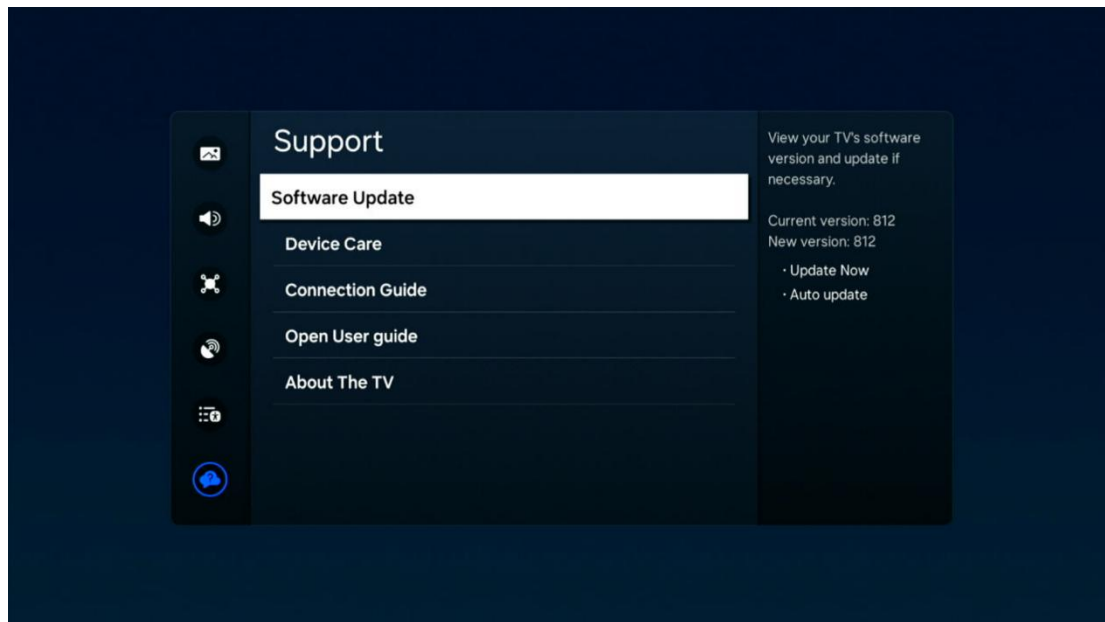 Support
Software Update
Device Care
Connection Guide
Open User guide
About The TV
View your TV's software
version and update if
necessary.
Current version: 812
New version: 812
· Update Now
· Auto update